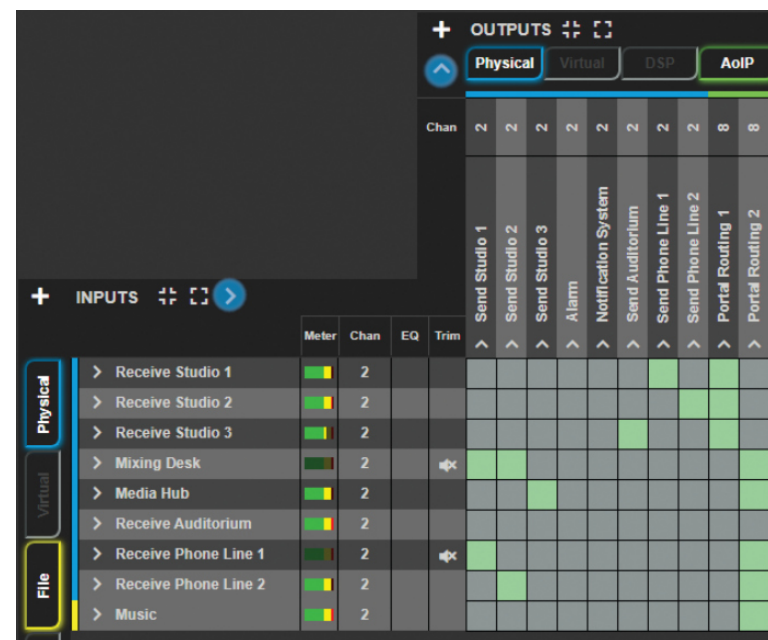 OUTPUTS
Physical Virtual DSP AoIP
Chan 2 2 2 2 2 2 2 2 8 8
Send Studio 1
Send Studio 2
Send Studio 3
Alarm
Notification System
Send Auditorium
Send Phone Line 1
Send Phone Line 2
Portal Routing 1
Portal Routing 2
INPUTS
Meter Chan EQ Trim
Physical
Virtual
File
Receive Studio 1 2
Receive Studio 2 2
Receive Studio 3 2
Mixing Desk 2
Media Hub 2
Receive Auditorium 2
Receive Phone Line 1 2
Receive Phone Line 2 2
Music 2